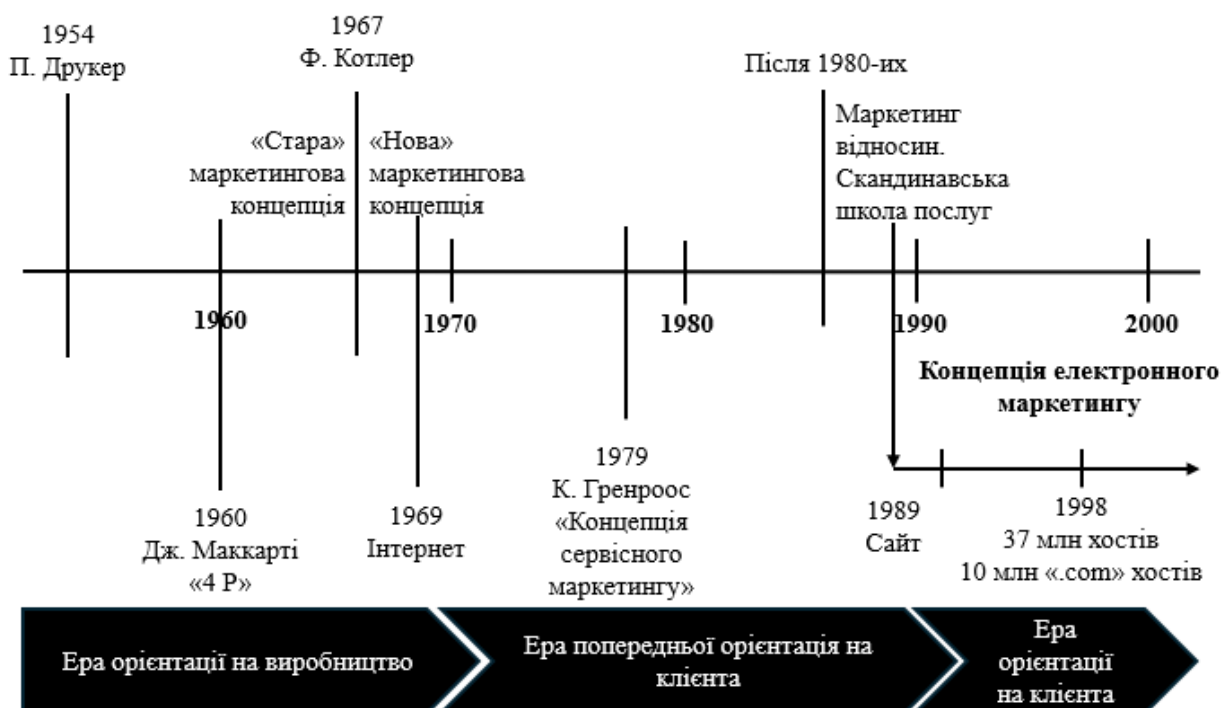 1954
П. Друкер
1967
Ф. Котлер
Після 1980-их
«Стара»
маркетингова
концепція
«Нова»
маркетингова
концепція
Маркетинг
відносин.
Скандинавська
школа послуг
1960
1970
1980
1990
2000
Концепція електронного
маркетингу
1960
Дж. Маккарті
«4 Р»
1969
Інтернет
1979
К. Гренроос
«Концепція
сервісного
маркетингу»
1989
Сайт
1998
37 млн хостів
10 млн «.com» хостів
Ера орієнтації на виробництво
Ера попередньої орієнтація на
клієнта
Ера
орієнтації
на клієнта